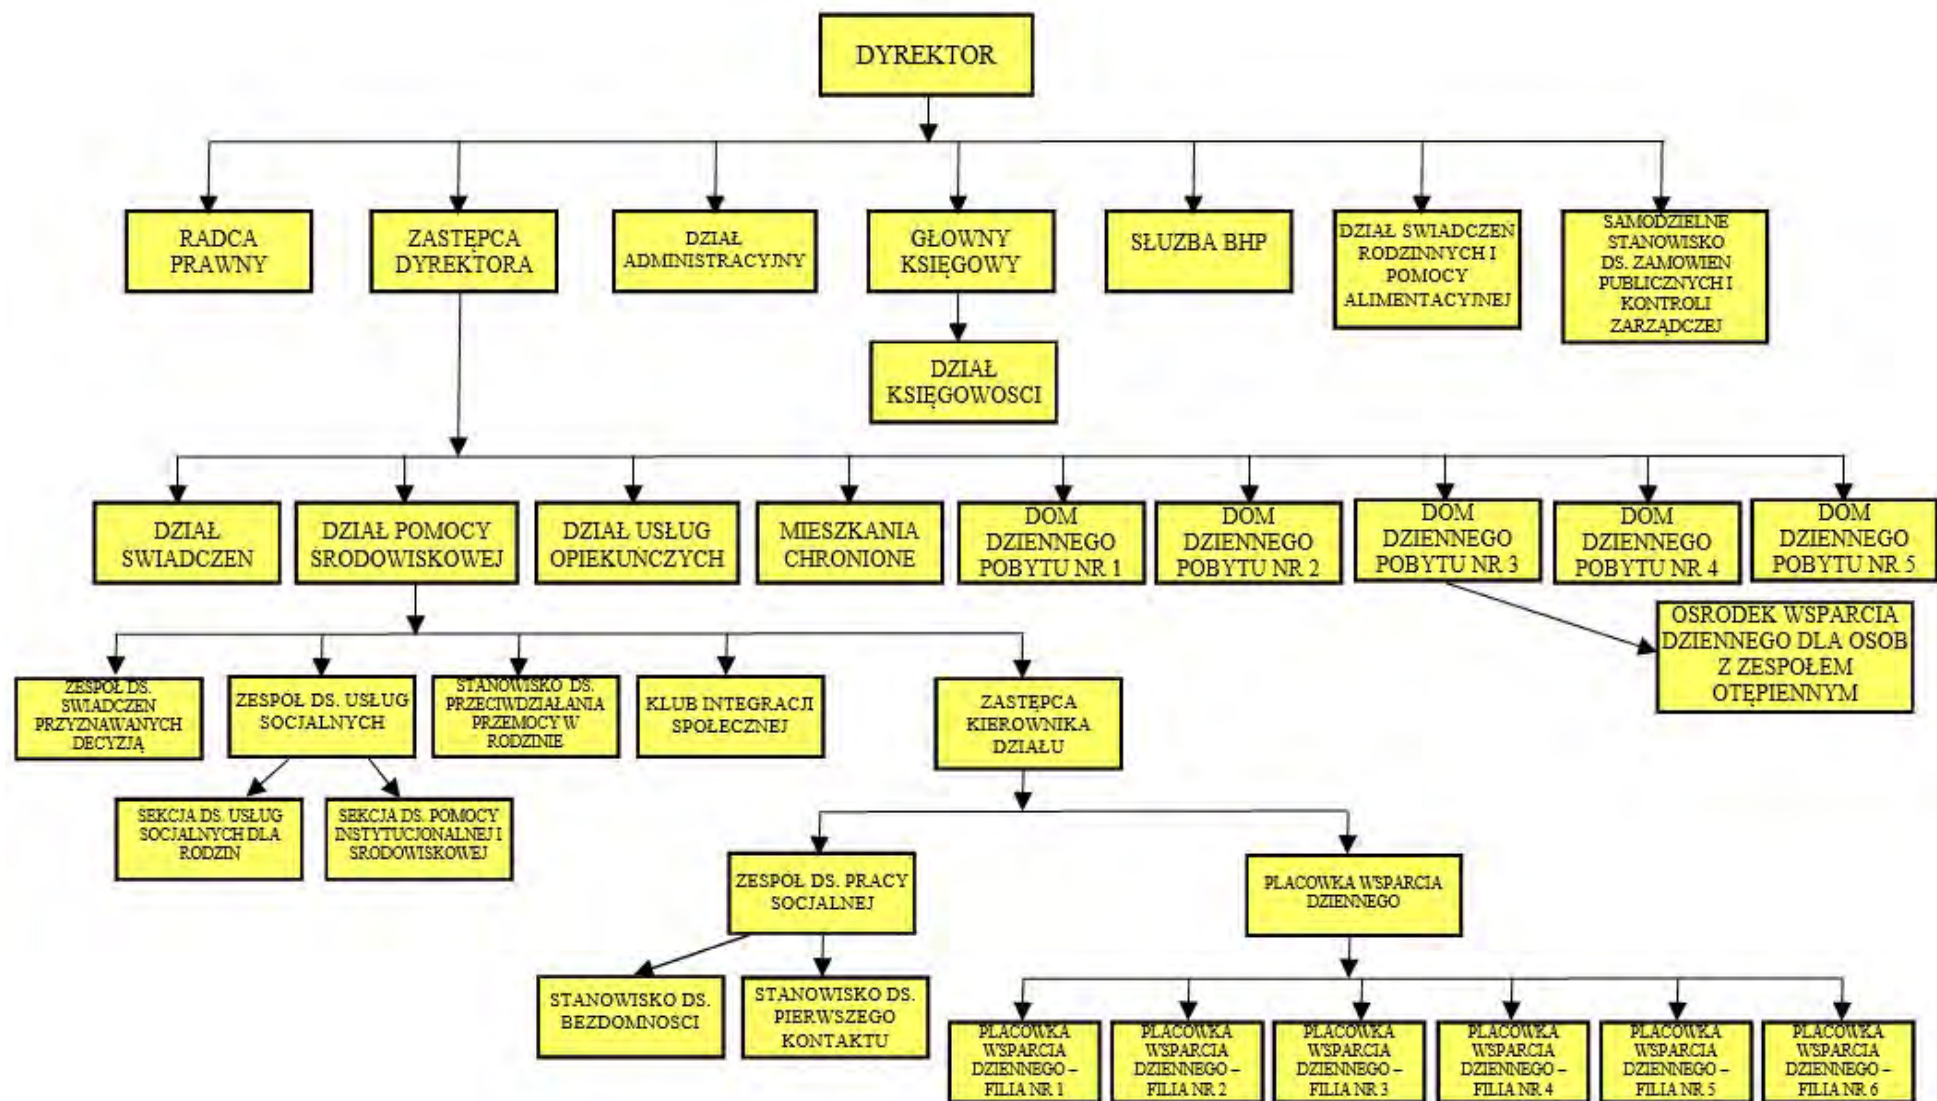 DYREKTOR
RADCA
PRAWNY
ZASTĘPCA
DYREKTORA
DZIAŁ
ADMINISTRACYJNY
GŁOWNY
KSIĘGOWY
SŁUZBA BHP
DZIAŁ SWIADCZEŃ
RODZINNYCH I
POMOCY
ALIMENTACYJNEJ
SAMODZIELNE
STANOWISKO
DS. ZAMOWIEN
PUBLICZNYCH I
KONTROLI
ZARZĄDCZEJ
DZIAŁ
KSIĘGOWOSCI
DZIAŁ
ŚWIADCZEN
DZIAŁ POMOCY
ŚRODOWISKOWEJ
DZIAŁ USŁUG
OPIEKUŃCZYCH
MIESZKANIA
CHRONIONE
DOM
DZIENNEGO
POBYTU NR 1
DOM
DZIENNEGO
POBYTU NR 2
DOM
DZIENNEGO
POBYTU NR 3
DOM
DZIENNEGO
POBYTU NR 4
DOM
DZIENNEGO
POBYTU NR 5
OSRODEK WSPARCIA
DZIENNEGO DLA OSOB
Z ZESPOŁEM
OTĘPIENNYM
ZESPOŁ DS.
SWIADCZEN
PRZYZNAWANYCH
DECYZJĄ
ZESPOŁ DS. USŁUG
SOCJALNYCH
STANOWISKO DS.
PRZECIWDZIAŁANIA
PRZEMOCY W
RODZINIE
KLUB INTEGRACJI
SPOŁECZNEJ
ZASTĘPCA
KIEROWNIKA
DZIAŁU
SEKCJA DS. USŁUG
SOCJALNYCH DLA
RODZIN
SEKCJA DS. POMOCY
INSTYTUCJONALNEJ I
SRODOWISKOWEJ
ZESPOŁ DS. PRACY
SOCJALNEJ
PLACOWKA WSPARCIA
DZIENNEGO
STANOWISKO DS.
BEZDOMNOSCI
STANOWISKO DS.
PIERWSZEGO
KONTAKTU
PLACOWKA
WSPARCIA
DZIENNEGO –
FILIA NR 1
PLACOWKA
WSPARCIA
DZIENNEGO –
FILIA NR 2
PLACOWKA
WSPARCIA
DZIENNEGO –
FILIA NR 3
PLACOWKA
WSPARCIA
DZIENNEGO –
FILIA NR 4
PLACOWKA
WSPARCIA
DZIENNEGO –
FILIA NR 5
PLACOWKA
WSPARCIA
DZIENNEGO –
FILIA NR 6